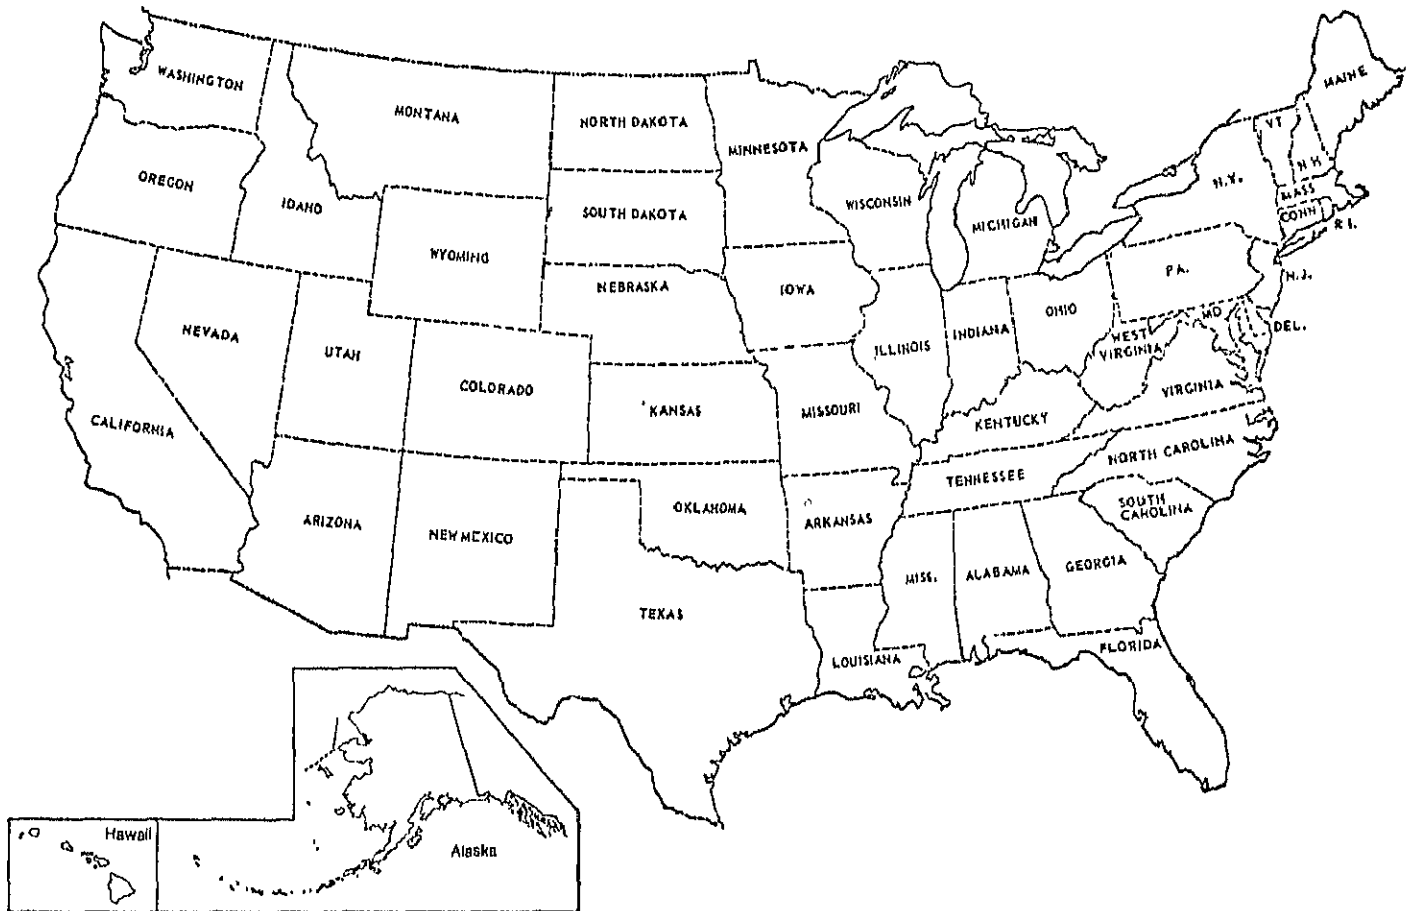 WASHINGTON
MAINE
MONTANA
NORTH DAKOTA
MINNESOTA
VT
N H
OREGON
IDAHO
SOUTH DAKOTA
WISCONSIN
MICHIGAN
N.Y.
MASS
CONN
R I.
WYOMING
NEBRASKA
IOWA
PA.
N.J.
NEVADA
UTAH
COLORADO
ILLINOIS
INDIANA
OHIO
WEST
VIRGINIA
MD
DEL.
CALIFORNIA
KANSAS
MISSOURI
KENTUCKY
VIRGINIA
ARIZONA
NEW MEXICO
OKLAHOMA
ARKANSAS
TENNESSEE
NORTH CAROLINA
SOUTH
CAROLINA
TEXAS
LOUISIANA
MISS.
ALABAMA
GEORGIA
FLORIDA
Hawaii
Alaska